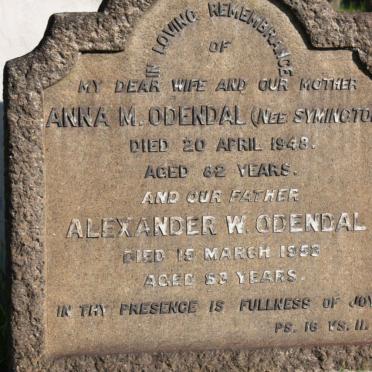 IN LOVING REMEMBRANCE
OF
MY DEAR WIFE AND OUR MOTHER
ANNA M. ODENDAL (NEE SYMINGTO
DIED 20 APRIL 1948.
AGED 62 YEARS.
AND OUR FATHER
ALEXANDER W. ODENDAL
DIED 15 MARCH 1953
AGED 53 YEARS.
IN THY PRESENCE IS FULLNESS OF JOY
PS. 16 VS. 11.